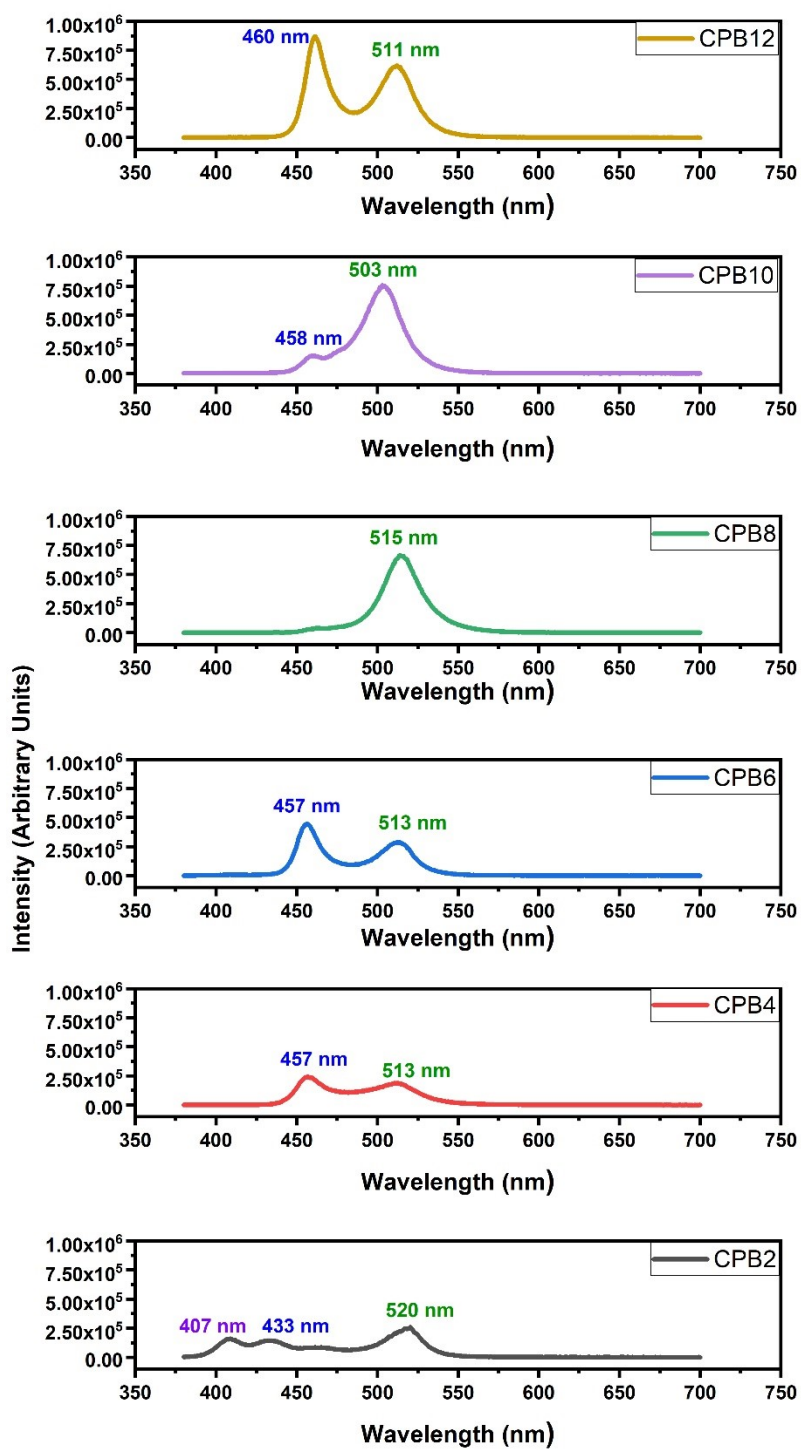 CPB12
460 nm
511 nm
1.00x10⁶
7.50x10⁵
5.00x10⁵
2.50x10⁵
0.00
350 400 450 500 550 600 650 700 750
Wavelength (nm)
CPB10
503 nm
458 nm
1.00x10⁶
7.50x10⁵
5.00x10⁵
2.50x10⁵
0.00
350 400 450 500 550 600 650 700 750
Wavelength (nm)
CPB8
515 nm
1.00x10⁶
7.50x10⁵
5.00x10⁵
2.50x10⁵
0.00
350 400 450 500 550 600 650 700 750
Wavelength (nm)
Intensity (Arbitrary Units)
CPB6
457 nm
513 nm
1.00x10⁶
7.50x10⁵
5.00x10⁵
2.50x10⁵
0.00
350 400 450 500 550 600 650 700 750
Wavelength (nm)
CPB4
457 nm
513 nm
1.00x10⁶
7.50x10⁵
5.00x10⁵
2.50x10⁵
0.00
350 400 450 500 550 600 650 700 750
Wavelength (nm)
CPB2
407 nm
433 nm
520 nm
1.00x10⁶
7.50x10⁵
5.00x10⁵
2.50x10⁵
0.00
350 400 450 500 550 600 650 700 750
Wavelength (nm)